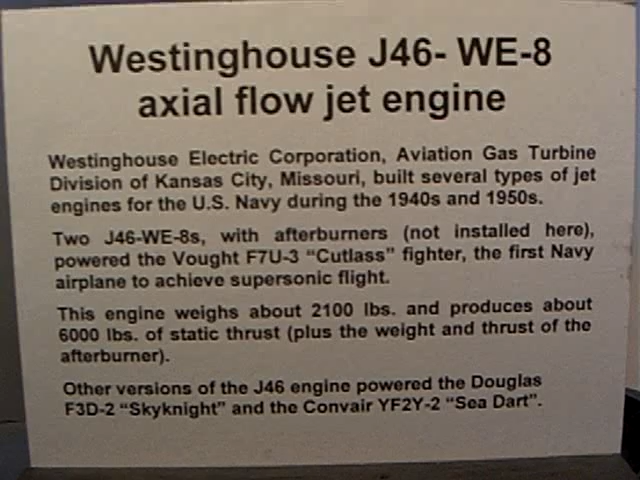 Westinghouse J46- WE-8
axial flow jet engine
Westinghouse Electric Corporation, Aviation Gas Turbine
Division of Kansas City, Missouri, built several types of jet
engines for the U.S. Navy during the 1940s and 1950s.
Two J46-WE-8s, with afterburners (not installed here),
powered the Vought F7U-3 “Cutlass” fighter, the first Navy
airplane to achieve supersonic flight.
This engine weighs about 2100 lbs. and produces about
6000 lbs. of static thrust (plus the weight and thrust of the
afterburner).
Other versions of the J46 engine powered the Douglas
F3D-2 “Skyknight” and the Convair YF2Y-2 “Sea Dart”.